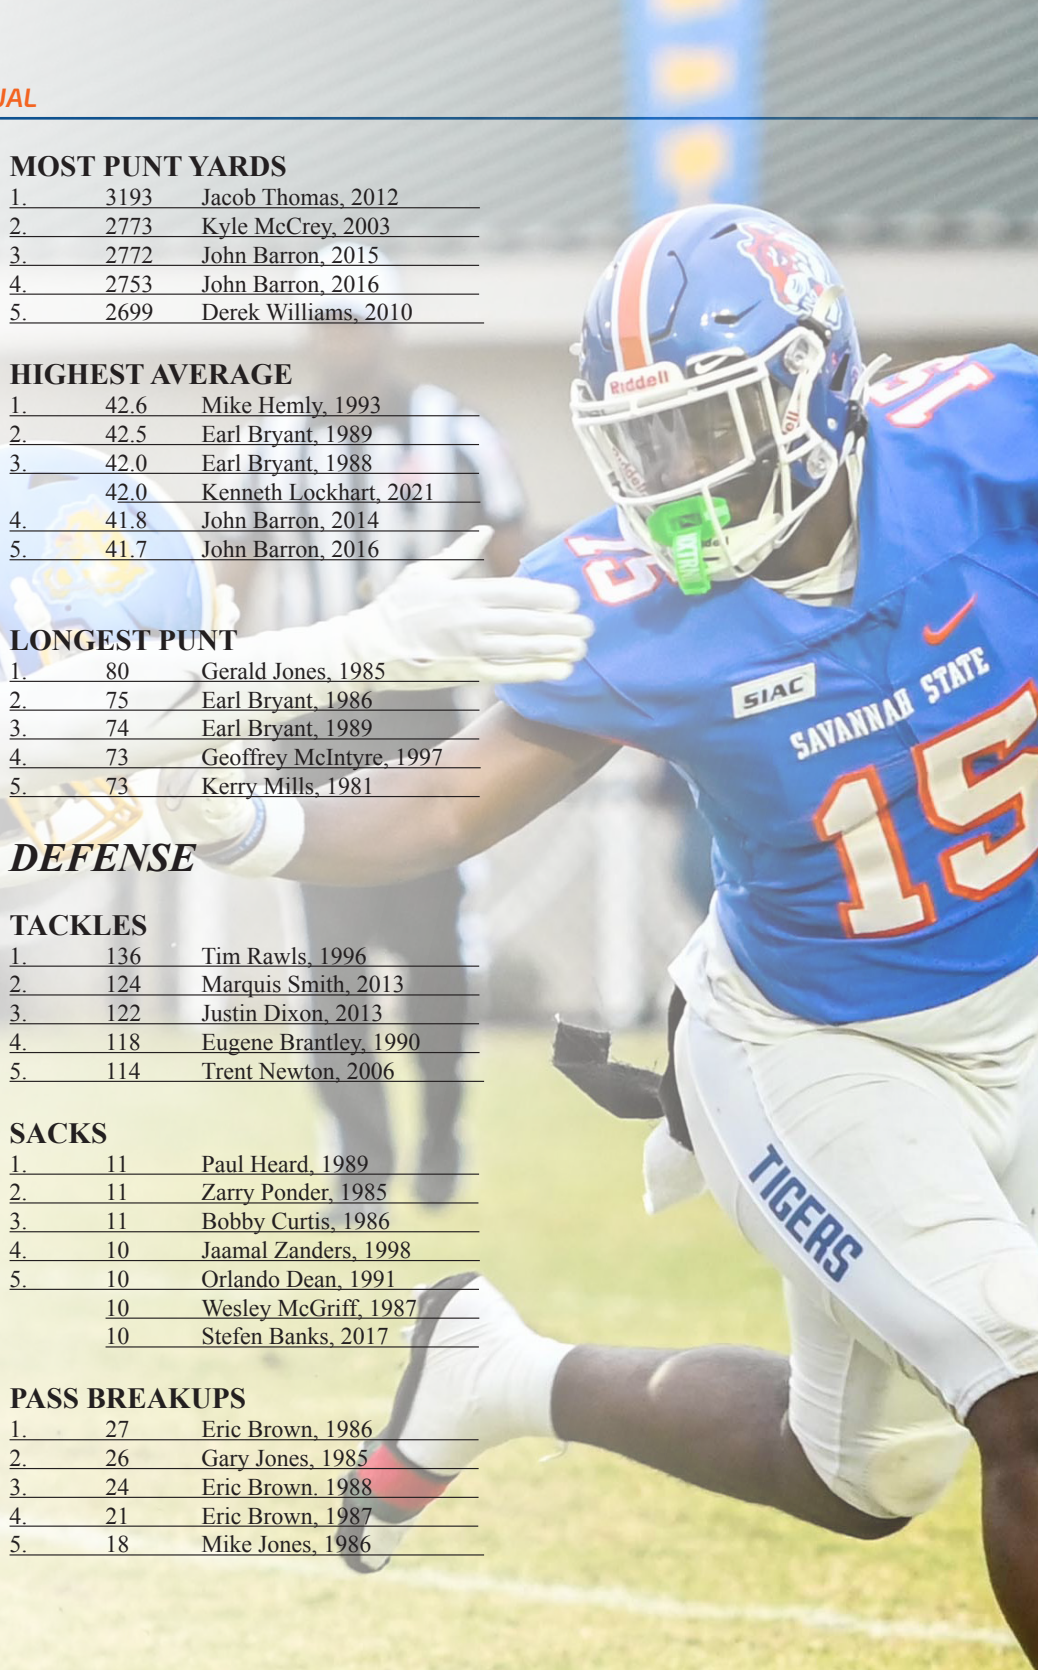 UAL
MOST PUNT YARDS
1. 3193 Jacob Thomas, 2012
2. 2773 Kyle McCrey, 2003
3. 2772 John Barron, 2015
4. 2753 John Barron, 2016
5. 2699 Derek Williams, 2010
HIGHEST AVERAGE
1. 42.6 Mike Hemly, 1993
2. 42.5 Earl Bryant, 1989
3. 42.0 Earl Bryant, 1988
42.0 Kenneth Lockhart, 2021
4. 41.8 John Barron, 2014
5. 41.7 John Barron, 2016
LONGEST PUNT
1. 80 Gerald Jones, 1985
2. 75 Earl Bryant, 1986
3. 74 Earl Bryant, 1989
4. 73 Geoffrey McIntyre, 1997
5. 73 Kerry Mills, 1981
DEFENSE
TACKLES
1. 136 Tim Rawls, 1996
2. 124 Marquis Smith, 2013
3. 122 Justin Dixon, 2013
4. 118 Eugene Brantley, 1990
5. 114 Trent Newton, 2006
SACKS
1. 11 Paul Heard, 1989
2. 11 Zarry Ponder, 1985
3. 11 Bobby Curtis, 1986
4. 10 Jaamal Zanders, 1998
5. 10 Orlando Dean, 1991
10 Wesley McGriff, 1987
10 Stefen Banks, 2017
PASS BREAKUPS
1. 27 Eric Brown, 1986
2. 26 Gary Jones, 1985
3. 24 Eric Brown. 1988
4. 21 Eric Brown, 1987
5. 18 Mike Jones, 1986
Riddell
15
15
SIAC
SAVANNAH STATE
15
TIGERS